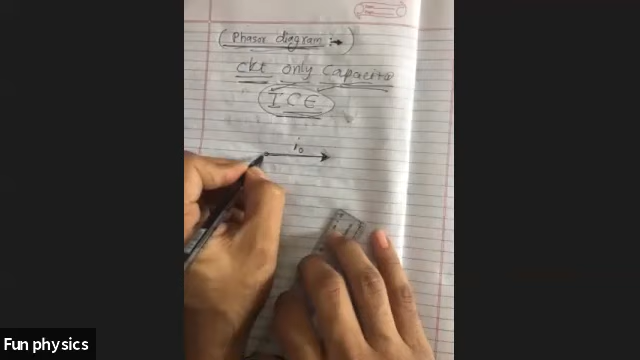 (Phasor diagram :→)
ckt only Capacitor
ICE
i₀
Fun physics